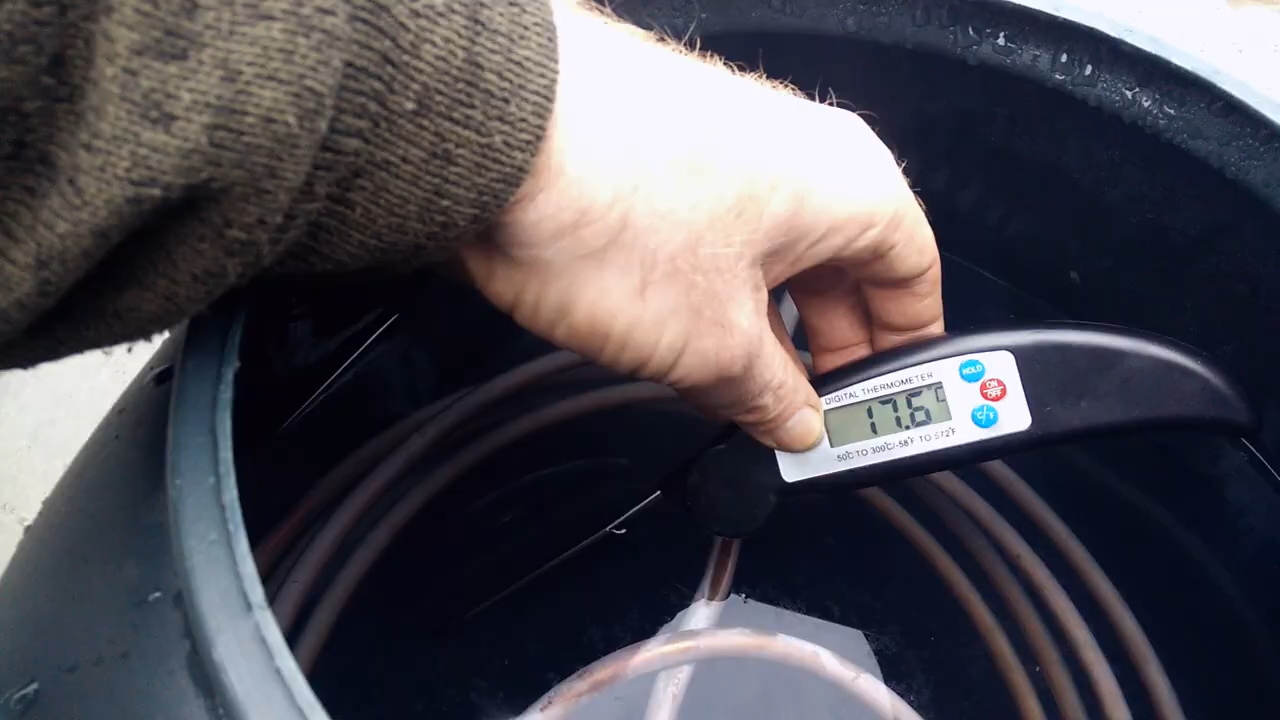 DIGITAL THERMOMETER
17.6°C
-50°C TO 300°C/-58°F TO 572°F
HOLD
ON
OFF
°C/°F